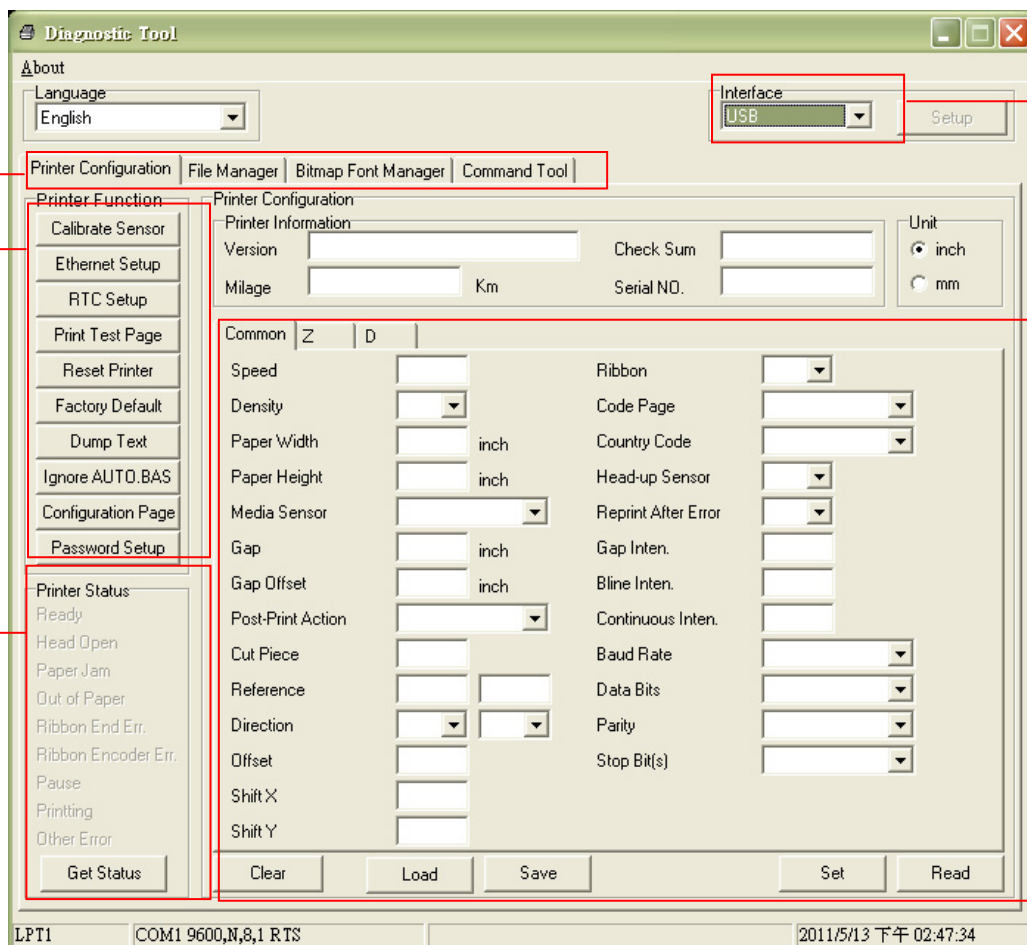 Diagnostic Tool
About
Language
English
Interface
USB
Setup
Printer Configuration
File Manager
Bitmap Font Manager
Command Tool
Printer Function
Calibrate Sensor
Ethernet Setup
RTC Setup
Print Test Page
Reset Printer
Factory Default
Dump Text
Ignore AUTO.BAS
Configuration Page
Password Setup
Printer Status
Ready
Head Open
Paper Jam
Out of Paper
Ribbon End Err.
Ribbon Encoder Err.
Pause
Printting
Other Error
Get Status
Printer Configuration
Printer Information
Version
Check Sum
Milage
Km
Serial NO.
Unit
inch
mm
Common
Z
D
Speed
Density
Paper Width
inch
Paper Height
inch
Media Sensor
Gap
inch
Gap Offset
inch
Post-Print Action
Cut Piece
Reference
Direction
Offset
Shift X
Shift Y
Ribbon
Code Page
Country Code
Head-up Sensor
Reprint After Error
Gap Inten.
Bline Inten.
Continuous Inten.
Baud Rate
Data Bits
Parity
Stop Bit(s)
Clear
Load
Save
Set
Read
LPT1
COM1 9600,N,8,1 RTS
2011/5/13 下午 02:47:34